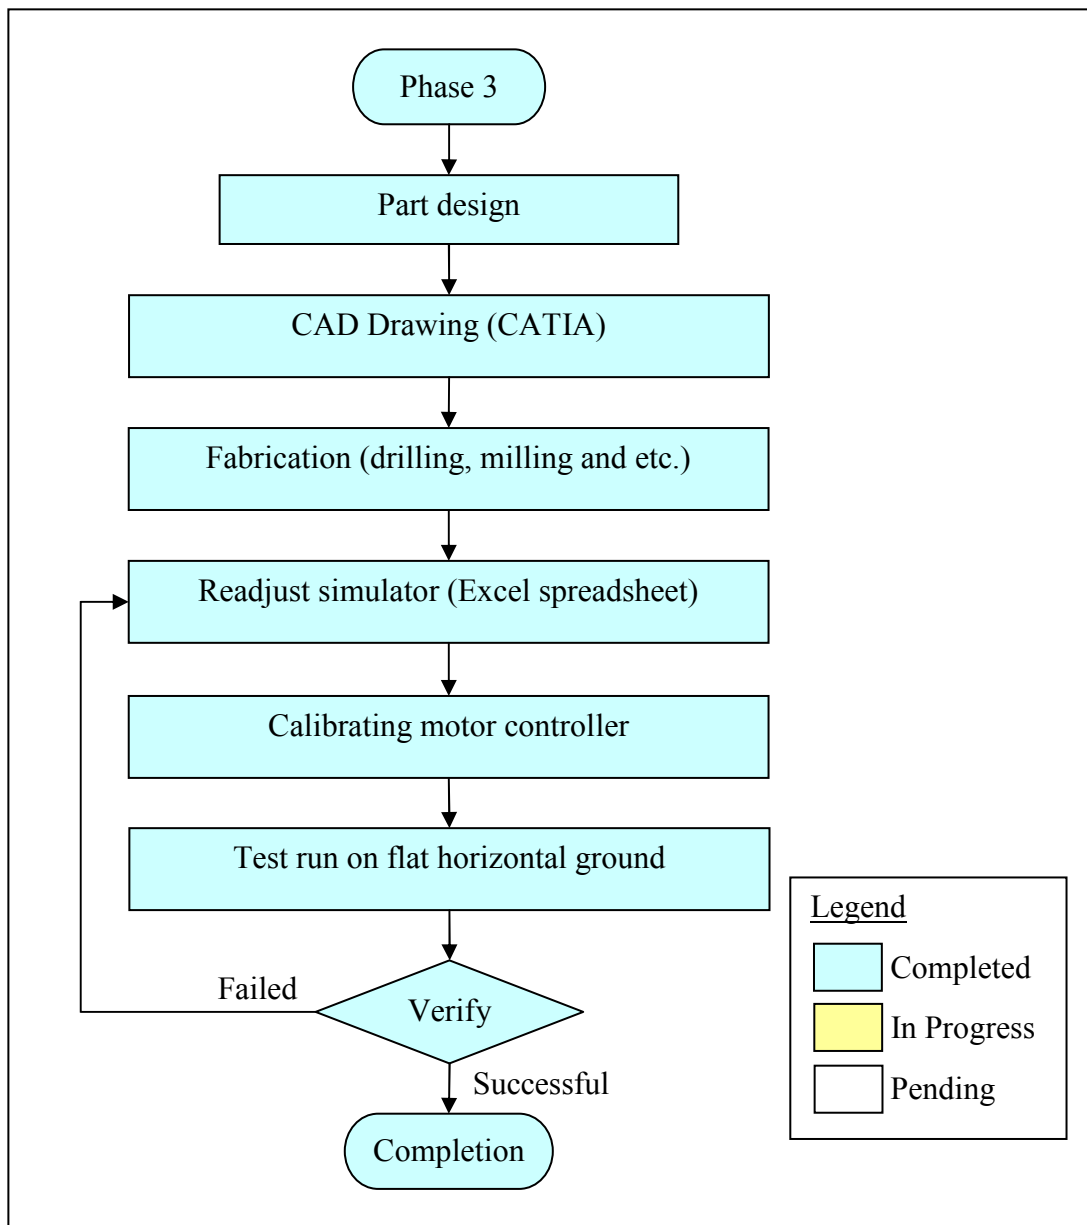 Phase 3
Part design
CAD Drawing (CATIA)
Fabrication (drilling, milling and etc.)
Readjust simulator (Excel spreadsheet)
Calibrating motor controller
Test run on flat horizontal ground
Verify
Failed
Successful
Completion
Legend
Completed
In Progress
Pending